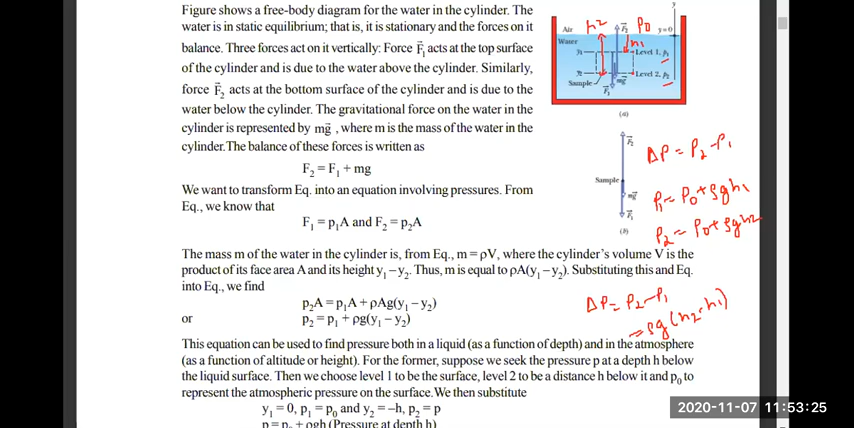 Figure shows a free-body diagram for the water in the cylinder. The
water is in static equilibrium; that is, it is stationary and the forces on it
balance. Three forces act on it vertically: Force F⃗₁ acts at the top surface
of the cylinder and is due to the water above the cylinder. Similarly,
force F⃗₂ acts at the bottom surface of the cylinder and is due to the
water below the cylinder. The gravitational force on the water in the
cylinder is represented by mg⃗ , where m is the mass of the water in the
cylinder.The balance of these forces is written as
F₂ = F₁ + mg
We want to transform Eq. into an equation involving pressures. From
Eq., we know that
F₁ = p₁A and F₂ = p₂A
h2
P0
y
Air
F⃗₂
y=0
Water
h1
y₁
Level 1, p₁
y₂
Level 2, p₂
Sample
mg⃗
F⃗₁
(a)
F⃗₂
Sample
mg⃗
F⃗₁
(b)
ΔP = P₂ - P₁
P₁ = P₀ + ρgh₁
P₂ = P₀ + ρgh₂
The mass m of the water in the cylinder is, from Eq., m = ρV, where the cylinder's volume V is the
product of its face area A and its height y₁ – y₂. Thus, m is equal to ρA(y₁ – y₂). Substituting this and Eq.
into Eq., we find
p₂A = p₁A + ρAg(y₁ – y₂)
or p₂ = p₁ + ρg(y₁ – y₂)
ΔP = P₂ - P₁
= ρg(h₂-h₁)
This equation can be used to find pressure both in a liquid (as a function of depth) and in the atmosphere
(as a function of altitude or height). For the former, suppose we seek the pressure p at a depth h below
the liquid surface. Then we choose level 1 to be the surface, level 2 to be a distance h below it and p₀ to
represent the atmospheric pressure on the surface.We then substitute
y₁ = 0, p₁ = p₀ and y₂ = –h, p₂ = p
p = p₀ + ρgh (Pressure at depth h)
2020-11-07 11:53:25